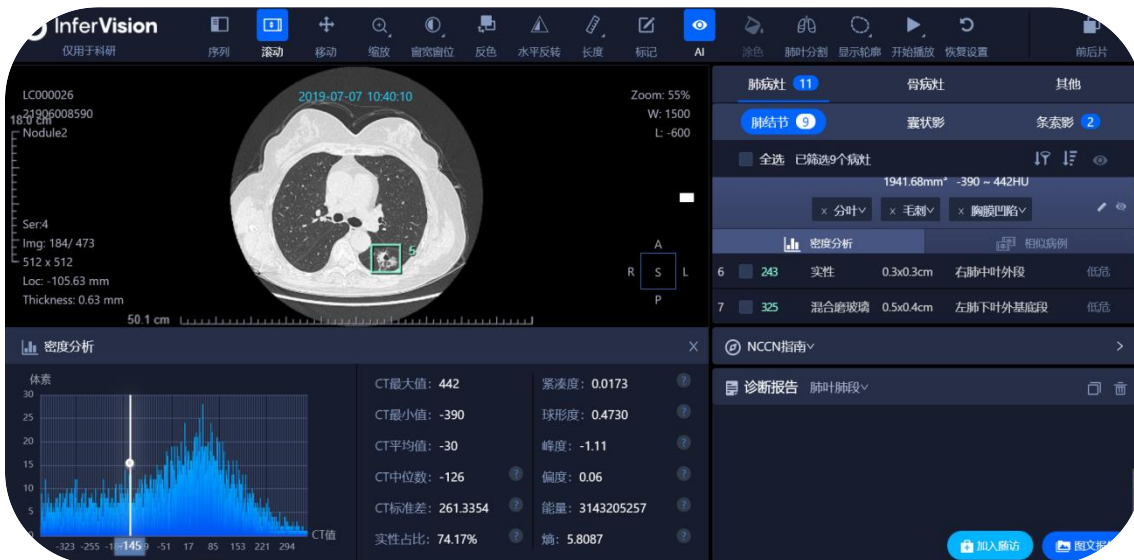 InferVision
仅用于科研
序列
滚动
移动
缩放
窗宽窗位
反色
水平反转
长度
标记
AI
涂色
肺叶分割
显示轮廓
开始播放
恢复设置
前后片
LC000026
21906008590
18.0 cm
Nodule2
2019-07-07 10:40:10
Zoom: 55%
W: 1500
L: -600
Ser:4
Img: 184/ 473
512 x 512
Loc: -105.63 mm
Thickness: 0.63 mm
50.1 cm
5
A
R S L
P
肺病灶 11 骨病灶 其他
肺结节 9 囊状影 条索影 2
全选 已筛选9个病灶
1941.68mm³ -390 ~ 442HU
× 分叶 × 毛刺 × 胸膜凹陷
密度分析 相似病例
6 243 实性 0.3x0.3cm 右肺中叶外段 低危
7 325 混合磨玻璃 0.5x0.4cm 左肺下叶外基底段 低危
NCCN指南
诊断报告 肺叶肺段
加入随访
密度分析 X
体素
30
25
20
15
10
5
-323 -255 -145 -51 17 85 153 221 294
CT值
CT最大值: 442 紧凑度: 0.0173
CT最小值: -390 球形度: 0.4730
CT平均值: -30 峰度: -1.11
CT中位数: -126 偏度: 0.06
CT标准差: 261.3354 能量: 3143205257
实性占比: 74.17% 熵: 5.8087